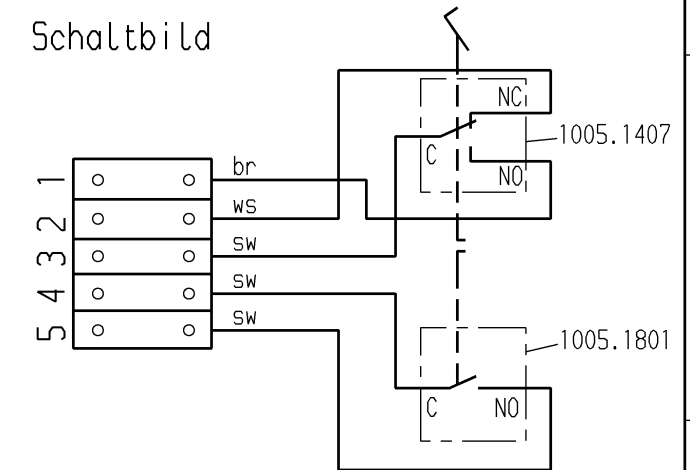 Schaltbild
NC
1005.1407
C
NO
1 br
2 ws
3 sw
4 sw
5 sw
1005.1801
C NO